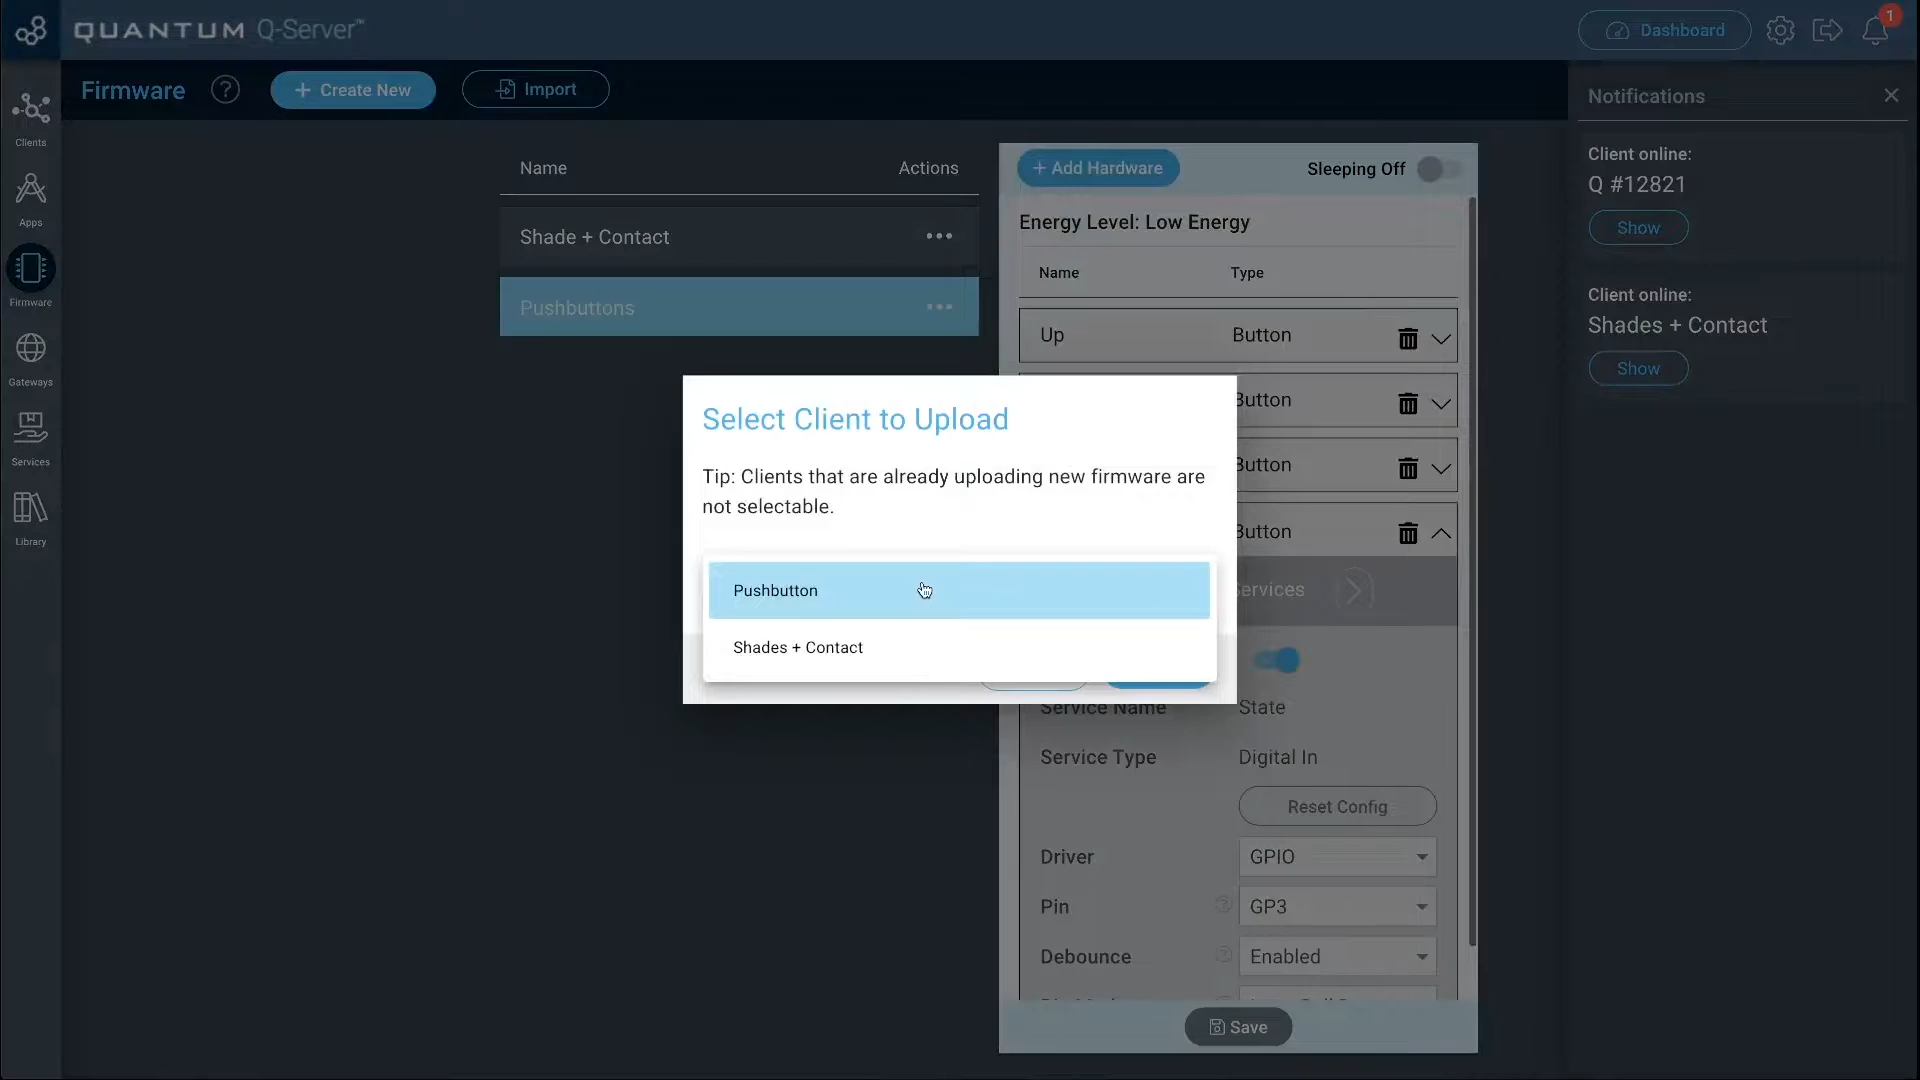 QUANTUM Q-Server™
Dashboard
1
Firmware
?
+ Create New
Import
Notifications
Clients
Apps
Firmware
Gateways
Services
Library
Name
Actions
Shade + Contact
Pushbuttons
+ Add Hardware
Sleeping Off
Energy Level: Low Energy
Name
Type
Up
Button
Button
Button
Button
Services
Service Name
State
Service Type
Digital In
Reset Config
Driver
GPIO
Pin
?
GP3
Debounce
?
Enabled
Save
Select Client to Upload
Tip: Clients that are already uploading new firmware are
not selectable.
Pushbutton
Shades + Contact
Client online:
Q #12821
Show
Client online:
Shades + Contact
Show